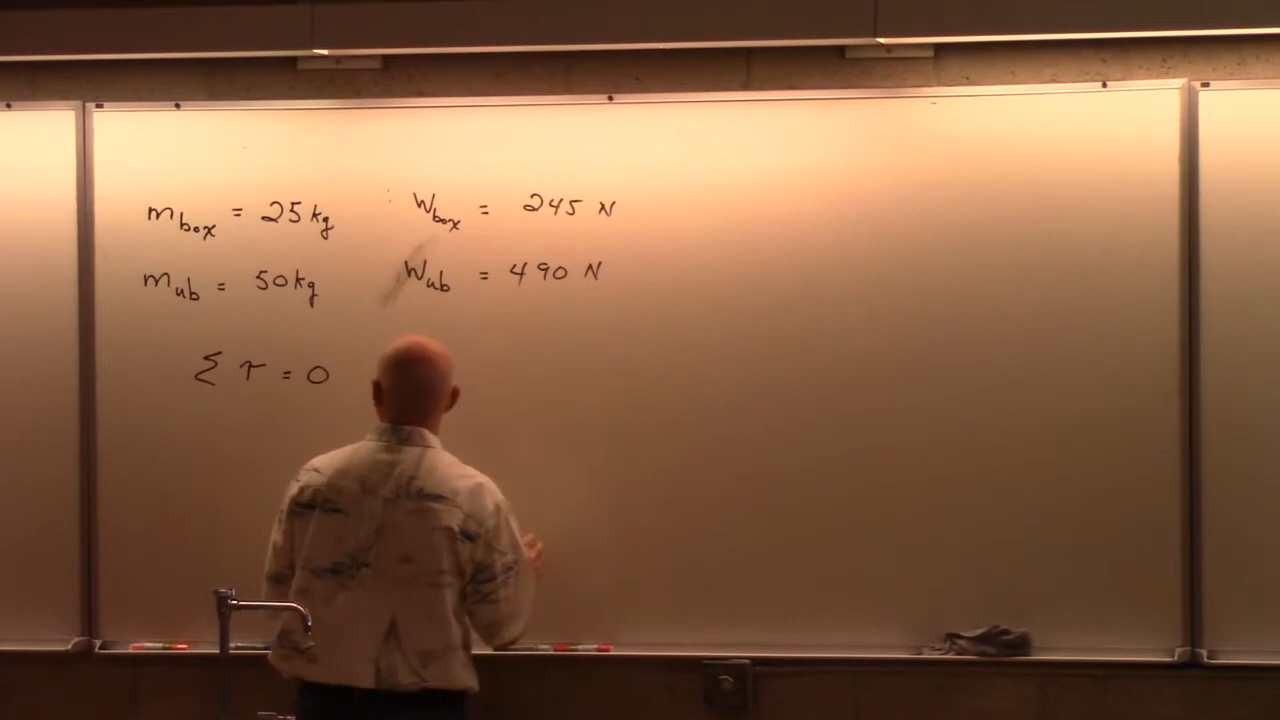 m_box = 25 kg W_box = 245 N
m_ub = 50 kg W_ub = 490 N
Σ τ = 0